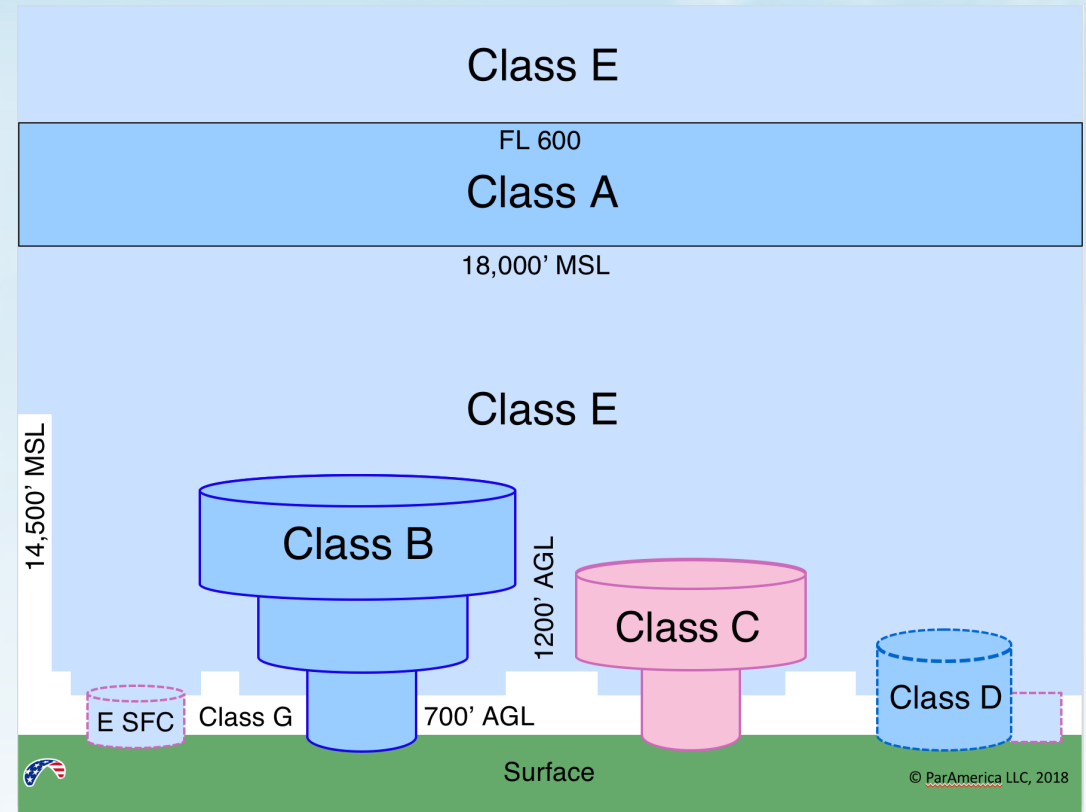 Class E
FL 600
Class A
18,000’ MSL
Class E
14,500’ MSL
Class B
1200’ AGL
Class C
Class D
E SFC
Class G
700’ AGL
Surface
© ParAmerica LLC, 2018